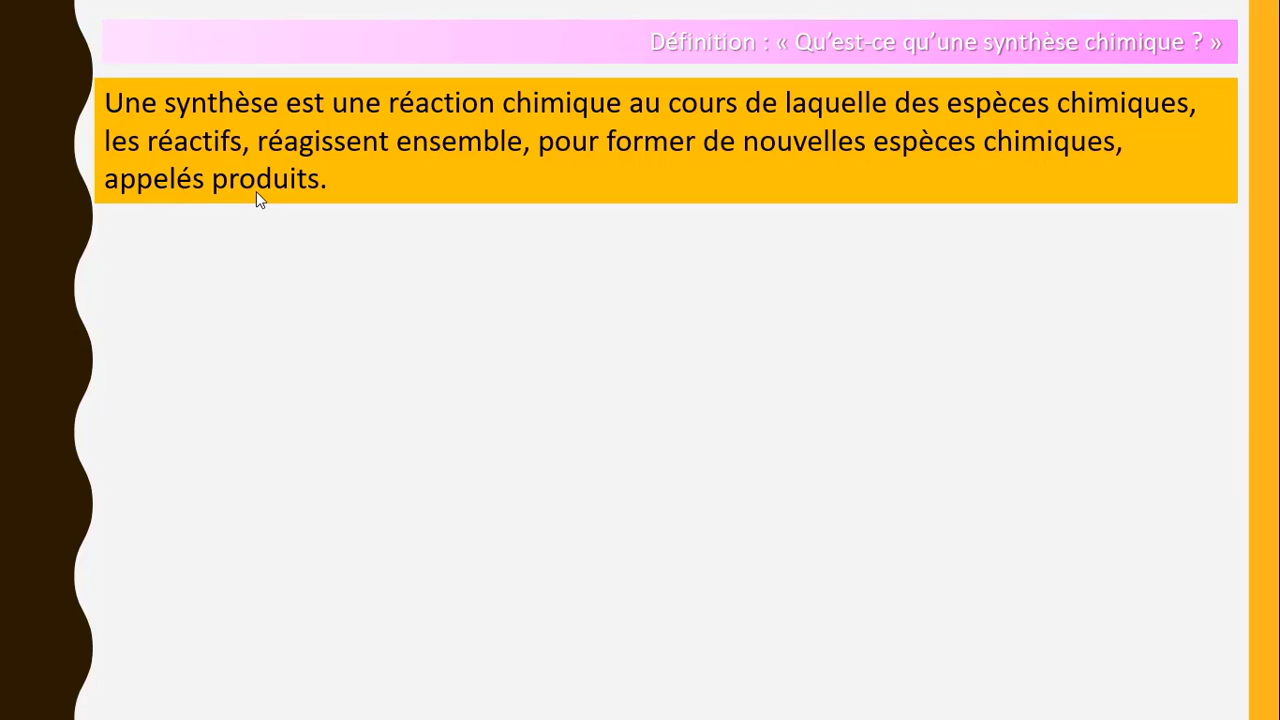 Définition : « Qu’est-ce qu’une synthèse chimique ? »
Une synthèse est une réaction chimique au cours de laquelle des espèces chimiques,
les réactifs, réagissent ensemble, pour former de nouvelles espèces chimiques,
appelés produits.